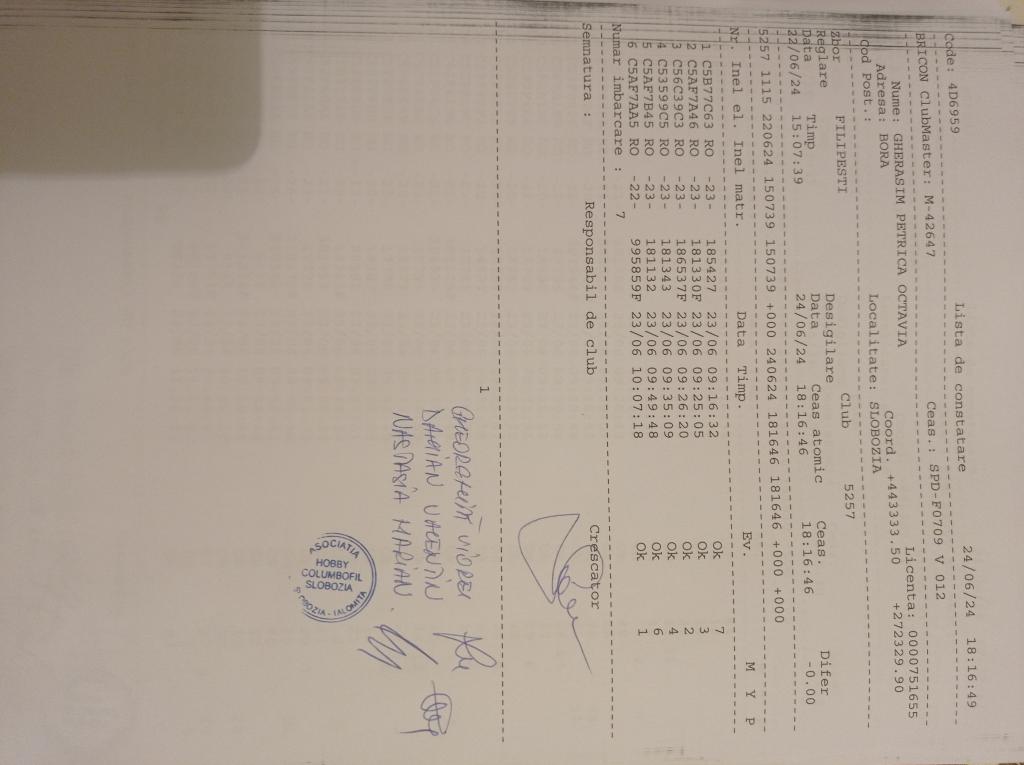 Lista de constatare 24/06/24 18:16:49
Code: 4D6959
BRICON ClubMaster: M-42647 Ceas.: SPD-F0709 V 012
Nume: GHERASIM PETRICA OCTAVIA Licenta: 0000751655
Adresa: BORA Coord. +443333.50 +272329.90
Cod Post.: Localitate: SLOBOZIA
Zbor FILIPESTI Club 5257
Reglare Desigilare
Data Timp Data Ceas atomic Ceas. Difer
22/06/24 15:07:39 24/06/24 18:16:46 18:16:46 -0.00
5257 1115 220624 150739 150739 +000 240624 181646 181646 +000 +000
Nr. Inel el. Inel matr. Data Timp. Ev. M Y P
1 C5B77C63 RO -23- 185427 23/06 09:16:32 Ok 7
2 C5AF7A46 RO -23- 181330F 23/06 09:25:05 Ok 3
3 C56C39C3 RO -23- 186537F 23/06 09:26:20 Ok 2
4 C53599C5 RO -23- 181343 23/06 09:35:09 Ok 4
5 C5AF7B45 RO -23- 181132 23/06 09:49:48 Ok 6
6 C5AF7AA5 RO -22- 995859F 23/06 10:07:18 Ok 1
Numar imbarcare : 7
Semnatura : Responsabil de club Crescator
1
GHEORGHITĂ VIOREL
DAMIAN VALENTIN
NASTASIA MARIAN.
ASOCIATIA
HOBBY
COLUMBOFIL
SLOBOZIA
SLOBOZIA - IALOMITA